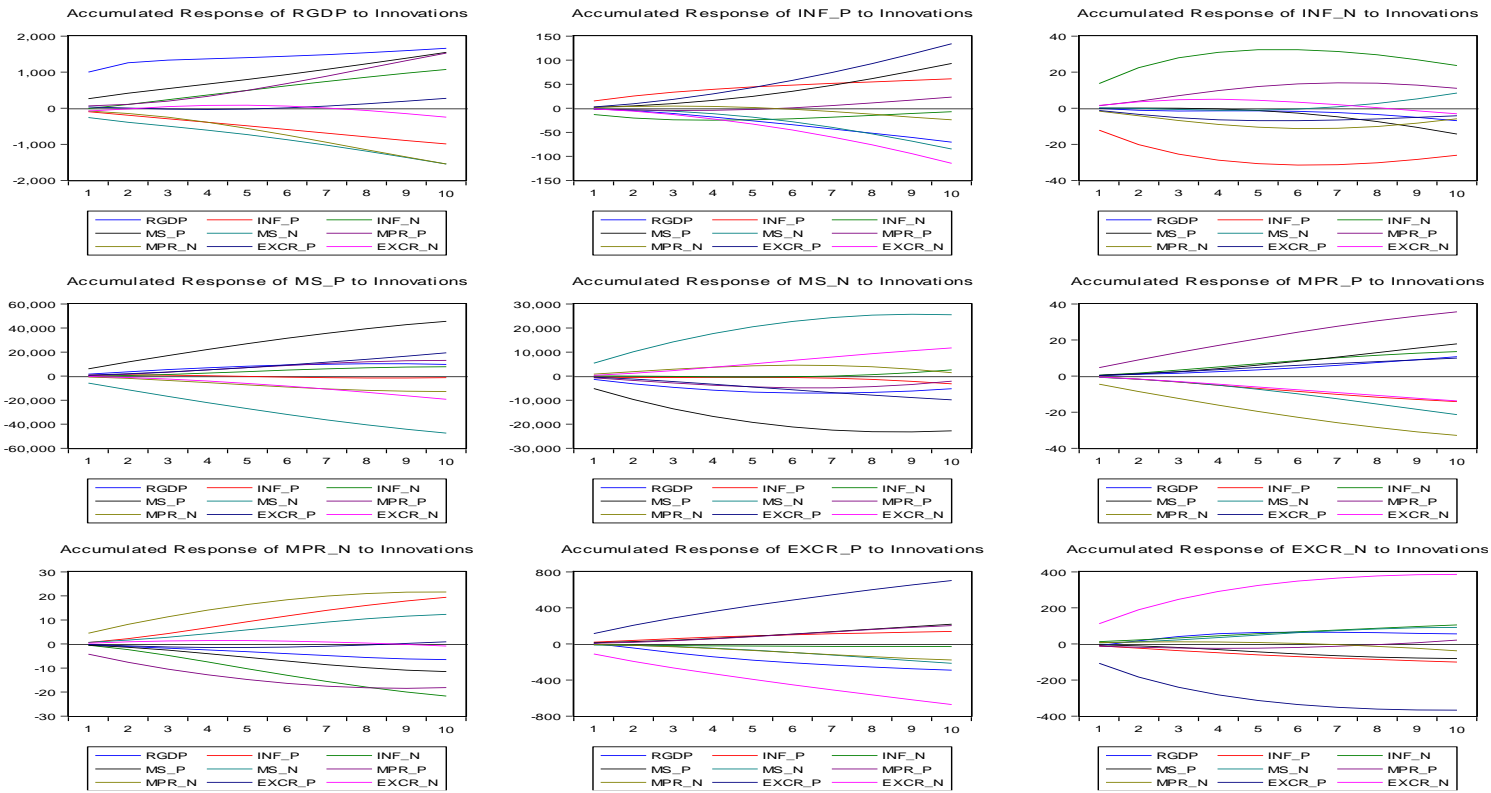 Accumulated Response of RGDP to Innovations
2,000
1,000
0
-1,000
-2,000
1 2 3 4 5 6 7 8 9 10
RGDP INF_P INF_N
MS_P MS_N MPR_P
MPR_N EXCR_P EXCR_N
Accumulated Response of INF_P to Innovations
150
100
50
0
-50
-100
-150
1 2 3 4 5 6 7 8 9 10
RGDP INF_P INF_N
MS_P MS_N MPR_P
MPR_N EXCR_P EXCR_N
Accumulated Response of INF_N to Innovations
40
20
0
-20
-40
1 2 3 4 5 6 7 8 9 10
RGDP INF_P INF_N
MS_P MS_N MPR_P
MPR_N EXCR_P EXCR_N
Accumulated Response of MS_P to Innovations
60,000
40,000
20,000
0
-20,000
-40,000
-60,000
1 2 3 4 5 6 7 8 9 10
RGDP INF_P INF_N
MS_P MS_N MPR_P
MPR_N EXCR_P EXCR_N
Accumulated Response of MS_N to Innovations
30,000
20,000
10,000
0
-10,000
-20,000
-30,000
1 2 3 4 5 6 7 8 9 10
RGDP INF_P INF_N
MS_P MS_N MPR_P
MPR_N EXCR_P EXCR_N
Accumulated Response of MPR_P to Innovations
40
20
0
-20
-40
1 2 3 4 5 6 7 8 9 10
RGDP INF_P INF_N
MS_P MS_N MPR_P
MPR_N EXCR_P EXCR_N
Accumulated Response of MPR_N to Innovations
30
20
10
0
-10
-20
-30
1 2 3 4 5 6 7 8 9 10
RGDP INF_P INF_N
MS_P MS_N MPR_P
MPR_N EXCR_P EXCR_N
Accumulated Response of EXCR_P to Innovations
800
400
0
-400
-800
1 2 3 4 5 6 7 8 9 10
RGDP INF_P INF_N
MS_P MS_N MPR_P
MPR_N EXCR_P EXCR_N
Accumulated Response of EXCR_N to Innovations
400
200
0
-200
-400
1 2 3 4 5 6 7 8 9 10
RGDP INF_P INF_N
MS_P MS_N MPR_P
MPR_N EXCR_P EXCR_N